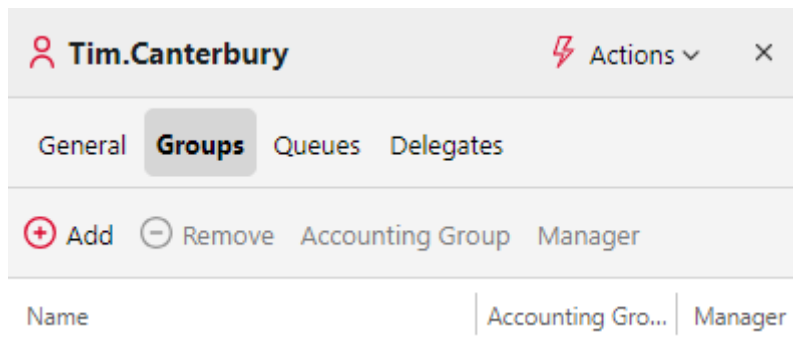 Tim.Canterbury Actions
General Groups Queues Delegates
Add Remove Accounting Group Manager
Name Accounting Gro... Manager